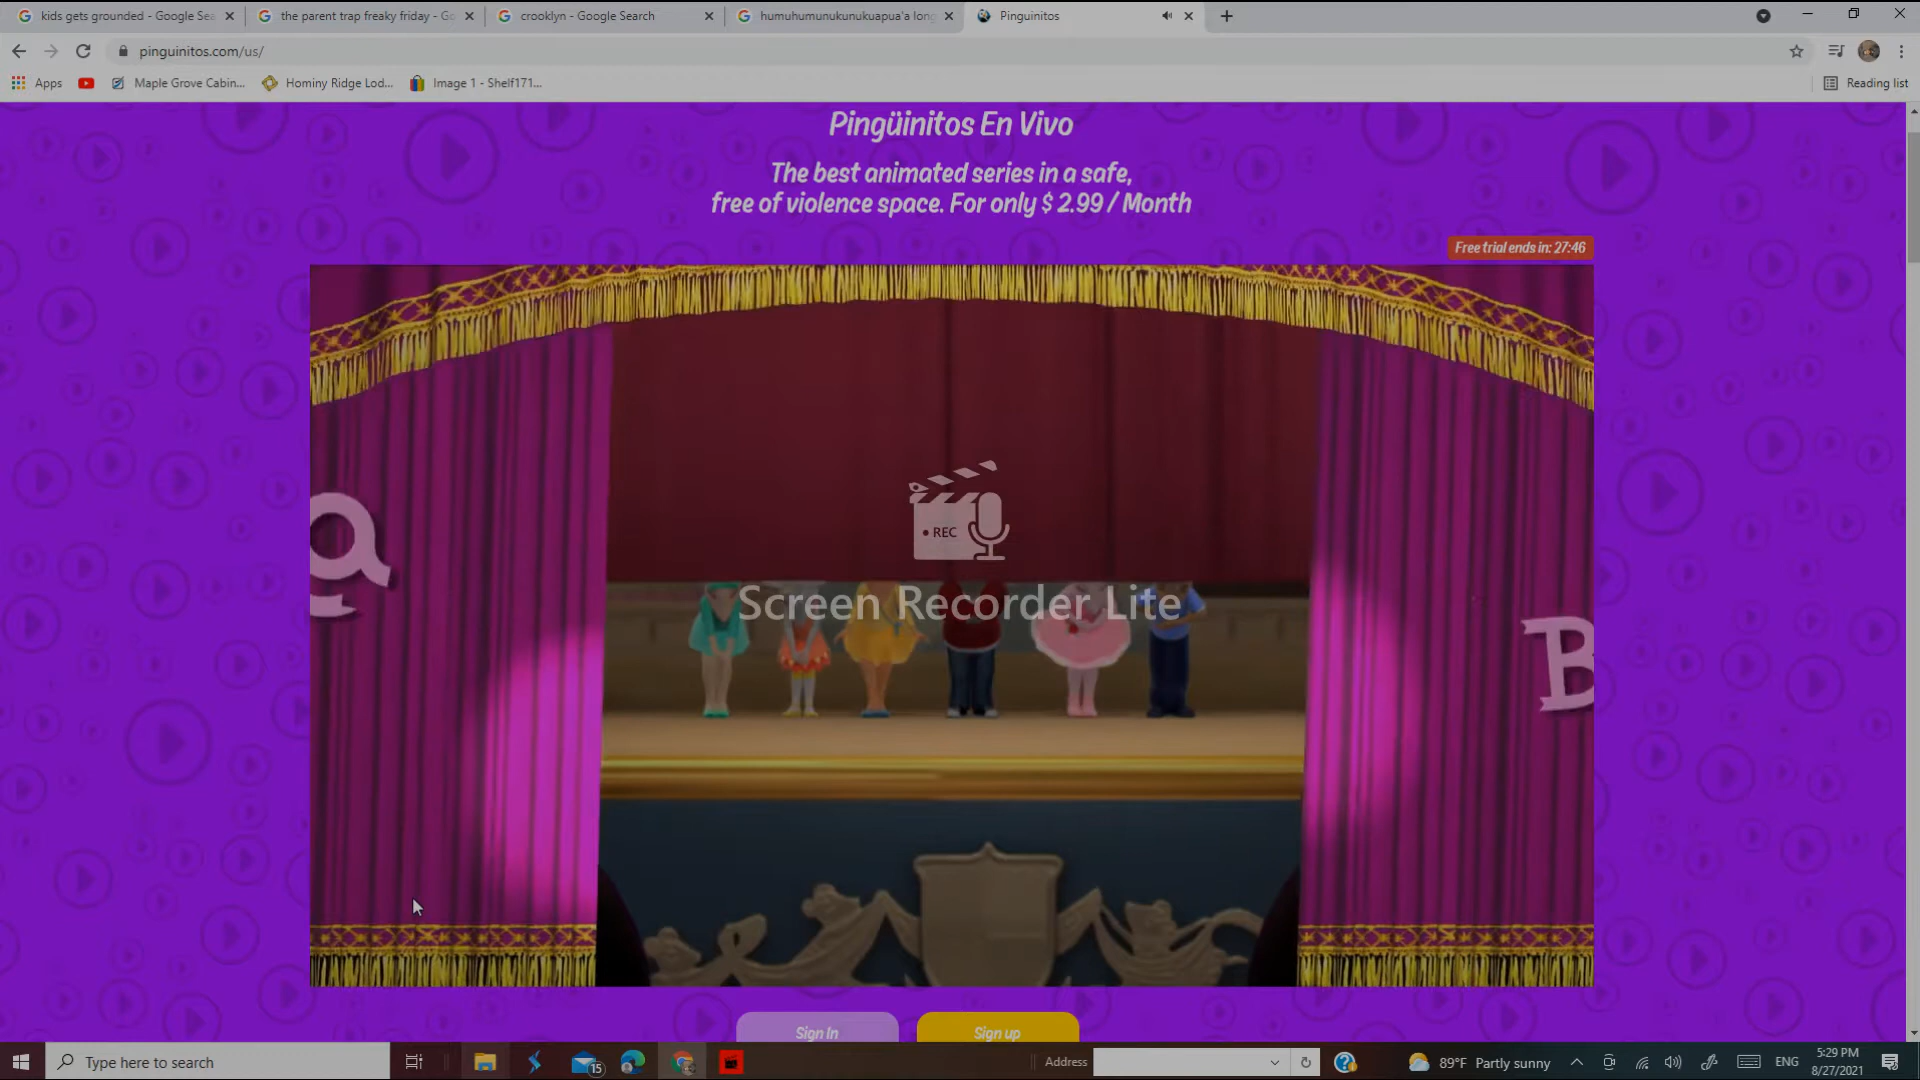 kids gets grounded - Google Sea
the parent trap freaky friday - Go
crooklyn - Google Search
humuhumunukunukuapua'a long
Pinguinitos
pinguinitos.com/us/
Apps
Maple Grove Cabin...
Hominy Ridge Lod...
Image 1 - Shelf171...
Reading list
Pingüinitos En Vivo
The best animated series in a safe,
free of violence space. For only $ 2.99 / Month
Free trial ends in: 27:46
a
REC
Screen Recorder Lite
B
Sign In
Sign up
Type here to search
15
Address
89°F Partly sunny
ENG
5:29 PM
8/27/2021